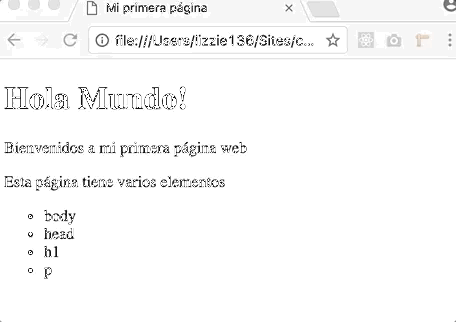 Mi primera página
file:///Users/lizzie136/Sites/c...
Hola Mundo!
Bienvenidos a mi primera página web
Esta página tiene varios elementos
body
head
h1
p